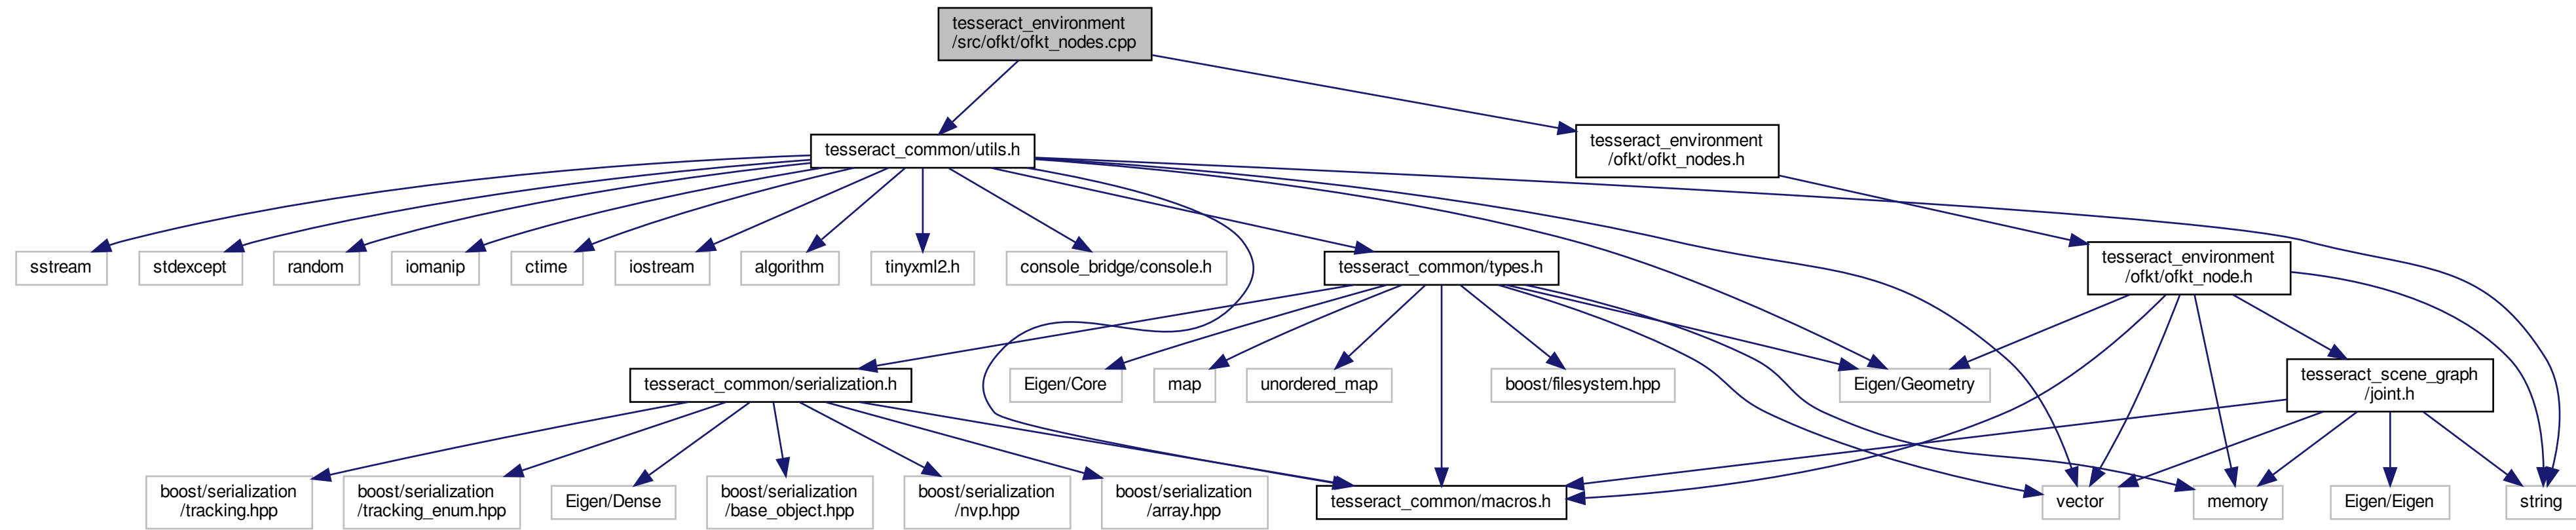 tesseract_environment
/src/ofkt/ofkt_nodes.cpp
tesseract_common/utils.h
tesseract_environment
/ofkt/ofkt_nodes.h
sstream
stdexcept
random
iomanip
ctime
iostream
algorithm
tinyxml2.h
console_bridge/console.h
tesseract_common/types.h
tesseract_environment
/ofkt/ofkt_node.h
tesseract_common/serialization.h
Eigen/Core
map
unordered_map
boost/filesystem.hpp
Eigen/Geometry
tesseract_scene_graph
/joint.h
boost/serialization
/tracking.hpp
boost/serialization
/tracking_enum.hpp
Eigen/Dense
boost/serialization
/base_object.hpp
boost/serialization
/nvp.hpp
boost/serialization
/array.hpp
tesseract_common/macros.h
vector
memory
Eigen/Eigen
string